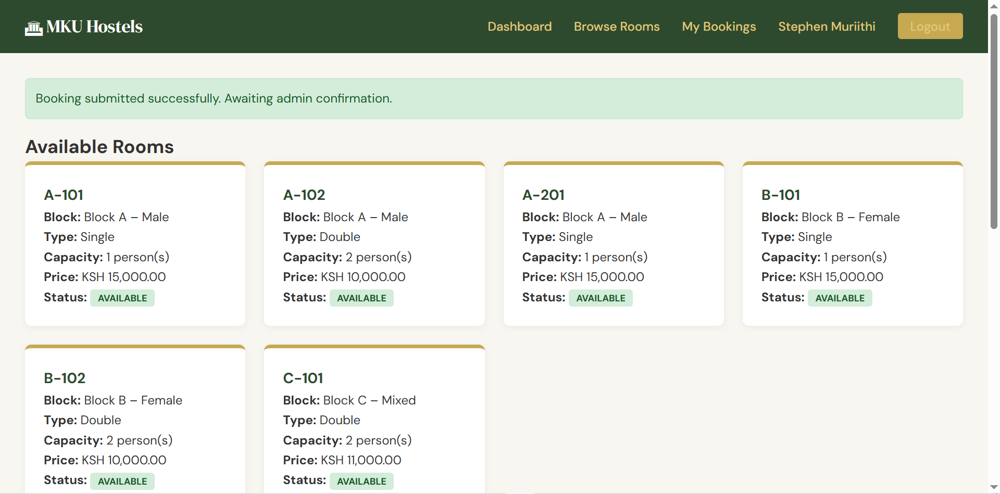 MKU Hostels
Dashboard Browse Rooms My Bookings Stephen Muriithi Logout
Booking submitted successfully. Awaiting admin confirmation.
Available Rooms
A-101
Block: Block A – Male
Type: Single
Capacity: 1 person(s)
Price: KSH 15,000.00
Status: AVAILABLE
A-102
Block: Block A – Male
Type: Double
Capacity: 2 person(s)
Price: KSH 10,000.00
Status: AVAILABLE
A-201
Block: Block A – Male
Type: Single
Capacity: 1 person(s)
Price: KSH 15,000.00
Status: AVAILABLE
B-101
Block: Block B – Female
Type: Single
Capacity: 1 person(s)
Price: KSH 15,000.00
Status: AVAILABLE
B-102
Block: Block B – Female
Type: Double
Capacity: 2 person(s)
Price: KSH 10,000.00
Status: AVAILABLE
C-101
Block: Block C – Mixed
Type: Double
Capacity: 2 person(s)
Price: KSH 11,000.00
Status: AVAILABLE